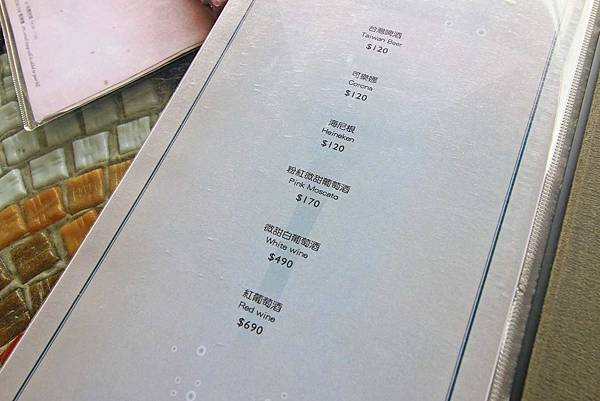 台灣啤酒
Taiwan Beer
$120
可樂娜
Corona
$120
海尼根
Heineken
$120
粉紅微甜葡萄酒
Pink Moscato
$170
微甜白葡萄酒
White wine
$490
紅葡萄酒
Red wine
$690